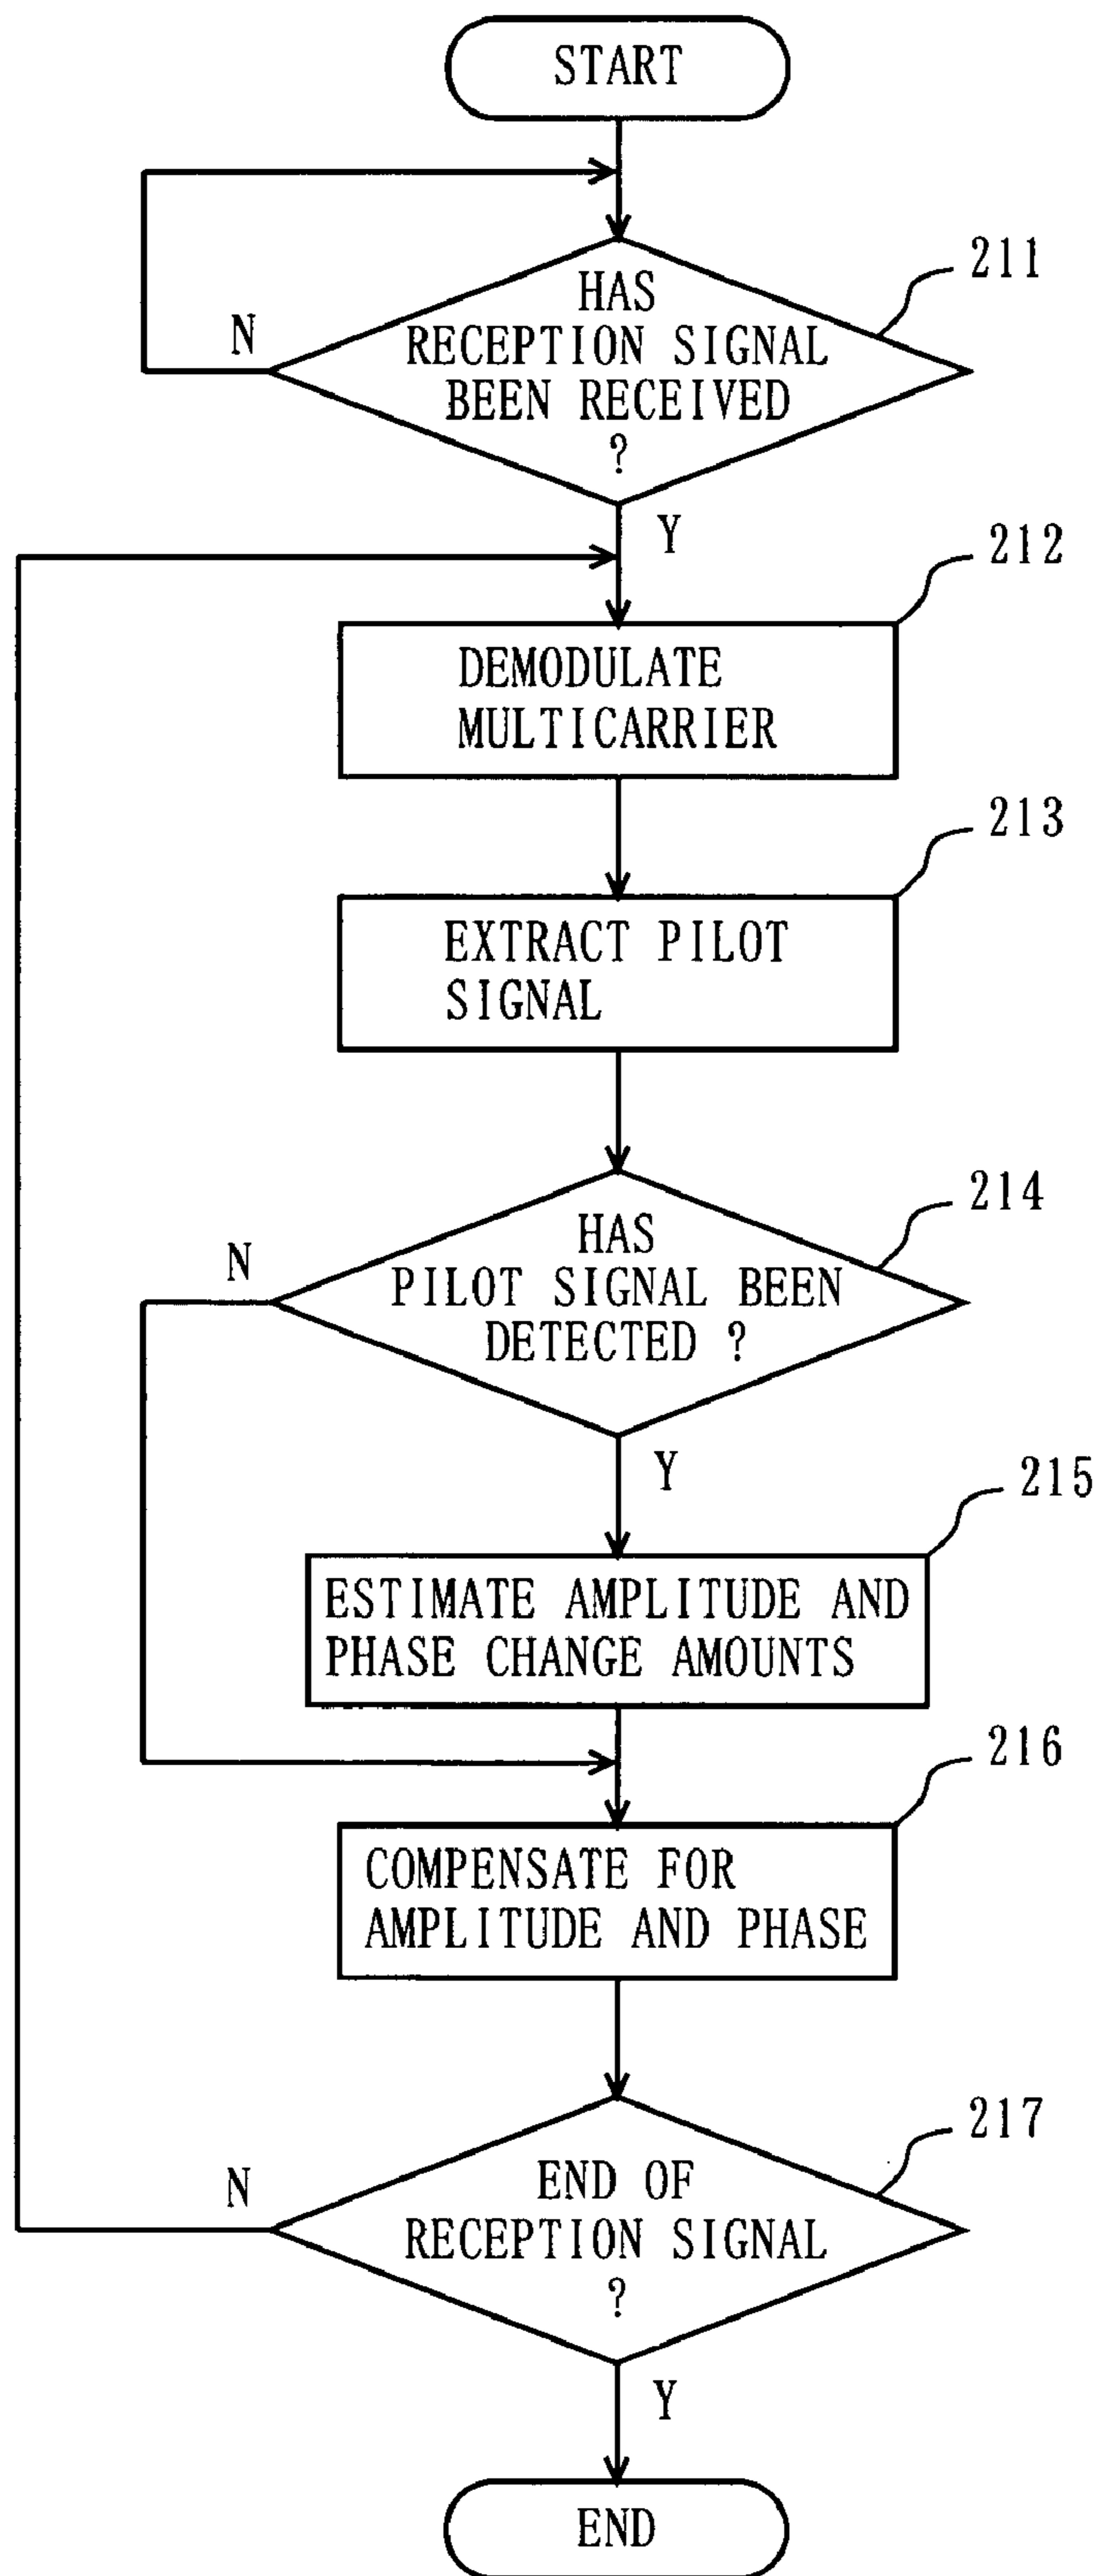 START
211
HAS
RECEPTION SIGNAL
BEEN RECEIVED
?
N
Y
212
DEMODULATE
MULTICARRIER
213
EXTRACT PILOT
SIGNAL
214
HAS
PILOT SIGNAL BEEN
DETECTED ?
N
Y
215
ESTIMATE AMPLITUDE AND
PHASE CHANGE AMOUNTS
216
COMPENSATE FOR
AMPLITUDE AND PHASE
217
END OF
RECEPTION SIGNAL
?
N
Y
END